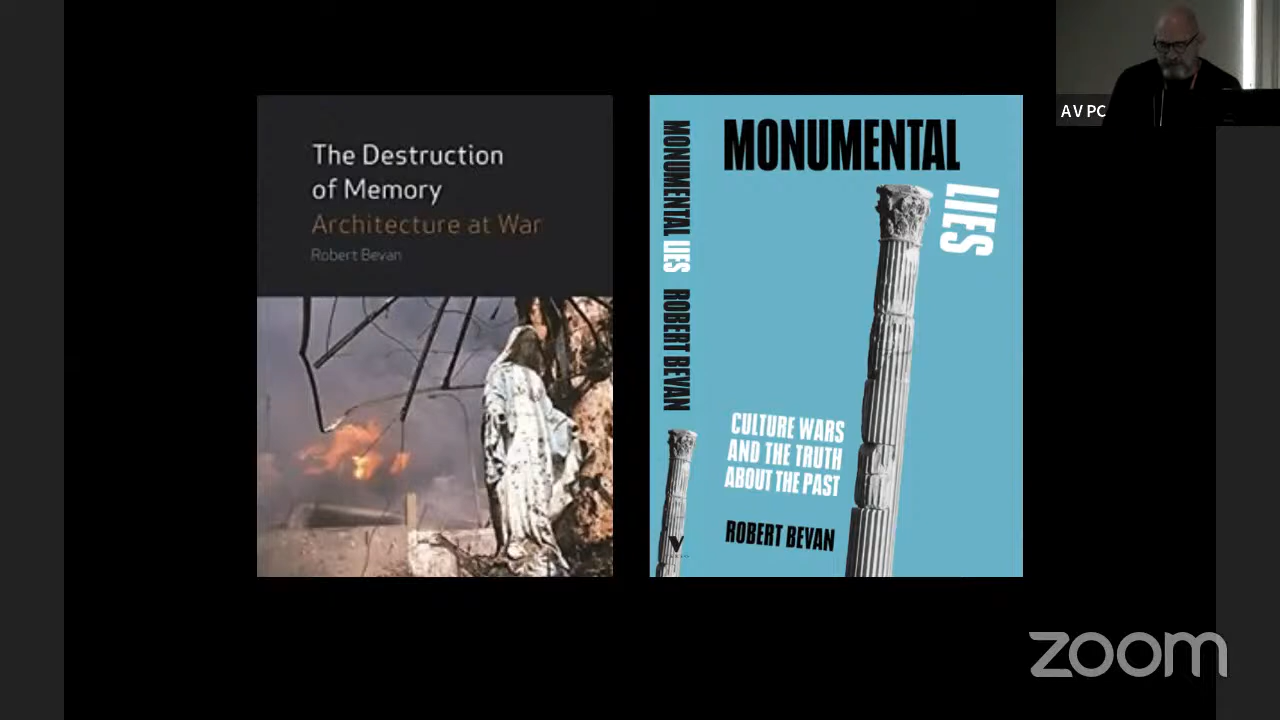 The Destruction
of Memory
Architecture at War
Robert Bevan
MONUMENTAL LIES ROBERT BEVAN
MONUMENTAL
LIES
CULTURE WARS
AND THE TRUTH
ABOUT THE PAST
ROBERT BEVAN
AV PC
zoom